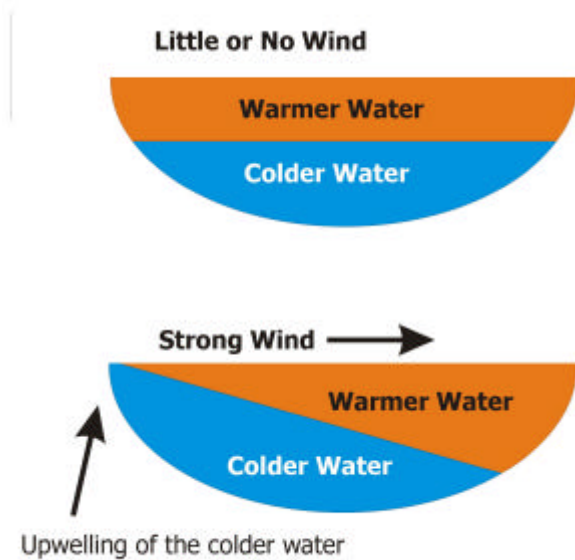 Little or No Wind
Warmer Water
Colder Water
Strong Wind
Warmer Water
Colder Water
Upwelling of the colder water